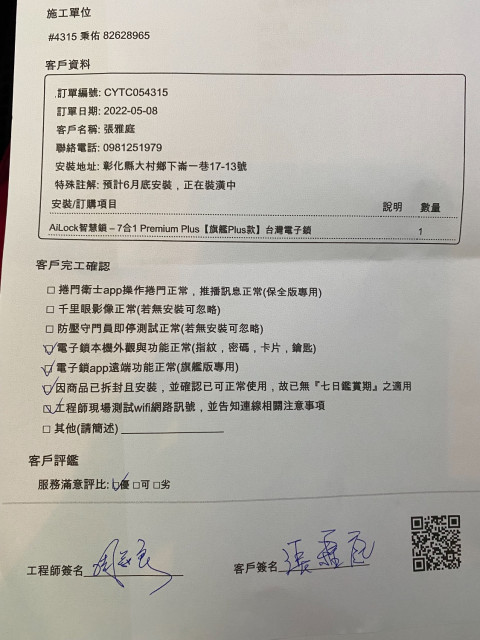 施工單位
#4315 秉佑 82628965
客戶資料
訂單編號: CYTC054315
訂單日期: 2022-05-08
客戶名稱: 張雅庭
聯絡電話: 0981251979
安裝地址: 彰化縣大村鄉下崙一巷17-13號
特殊註解: 預計6月底安裝，正在裝潢中
安裝/訂購項目 說明 數量
AiLock智慧鎖 – 7合1 Premium Plus【旗艦Plus款】台灣電子鎖 1
客戶完工確認
□ 捲門衛士app操作捲門正常，推播訊息正常(保全版專用)
□ 千里眼影像正常(若無安裝可忽略)
□ 防壓守門員即停測試正常(若無安裝可忽略)
☑ 電子鎖本機外觀與功能正常(指紋，密碼，卡片，鑰匙)
☑ 電子鎖app遠端功能正常(旗艦版專用)
☑ 因商品已拆封且安裝，並確認已可正常使用，故已無『七日鑑賞期』之適用
☑ 工程師現場測試wifi網路訊號，並告知連線相關注意事項
□ 其他(請簡述)
客戶評鑑
服務滿意評比: ☑優 □可 □劣
工程師簽名 客戶簽名 張雅庭